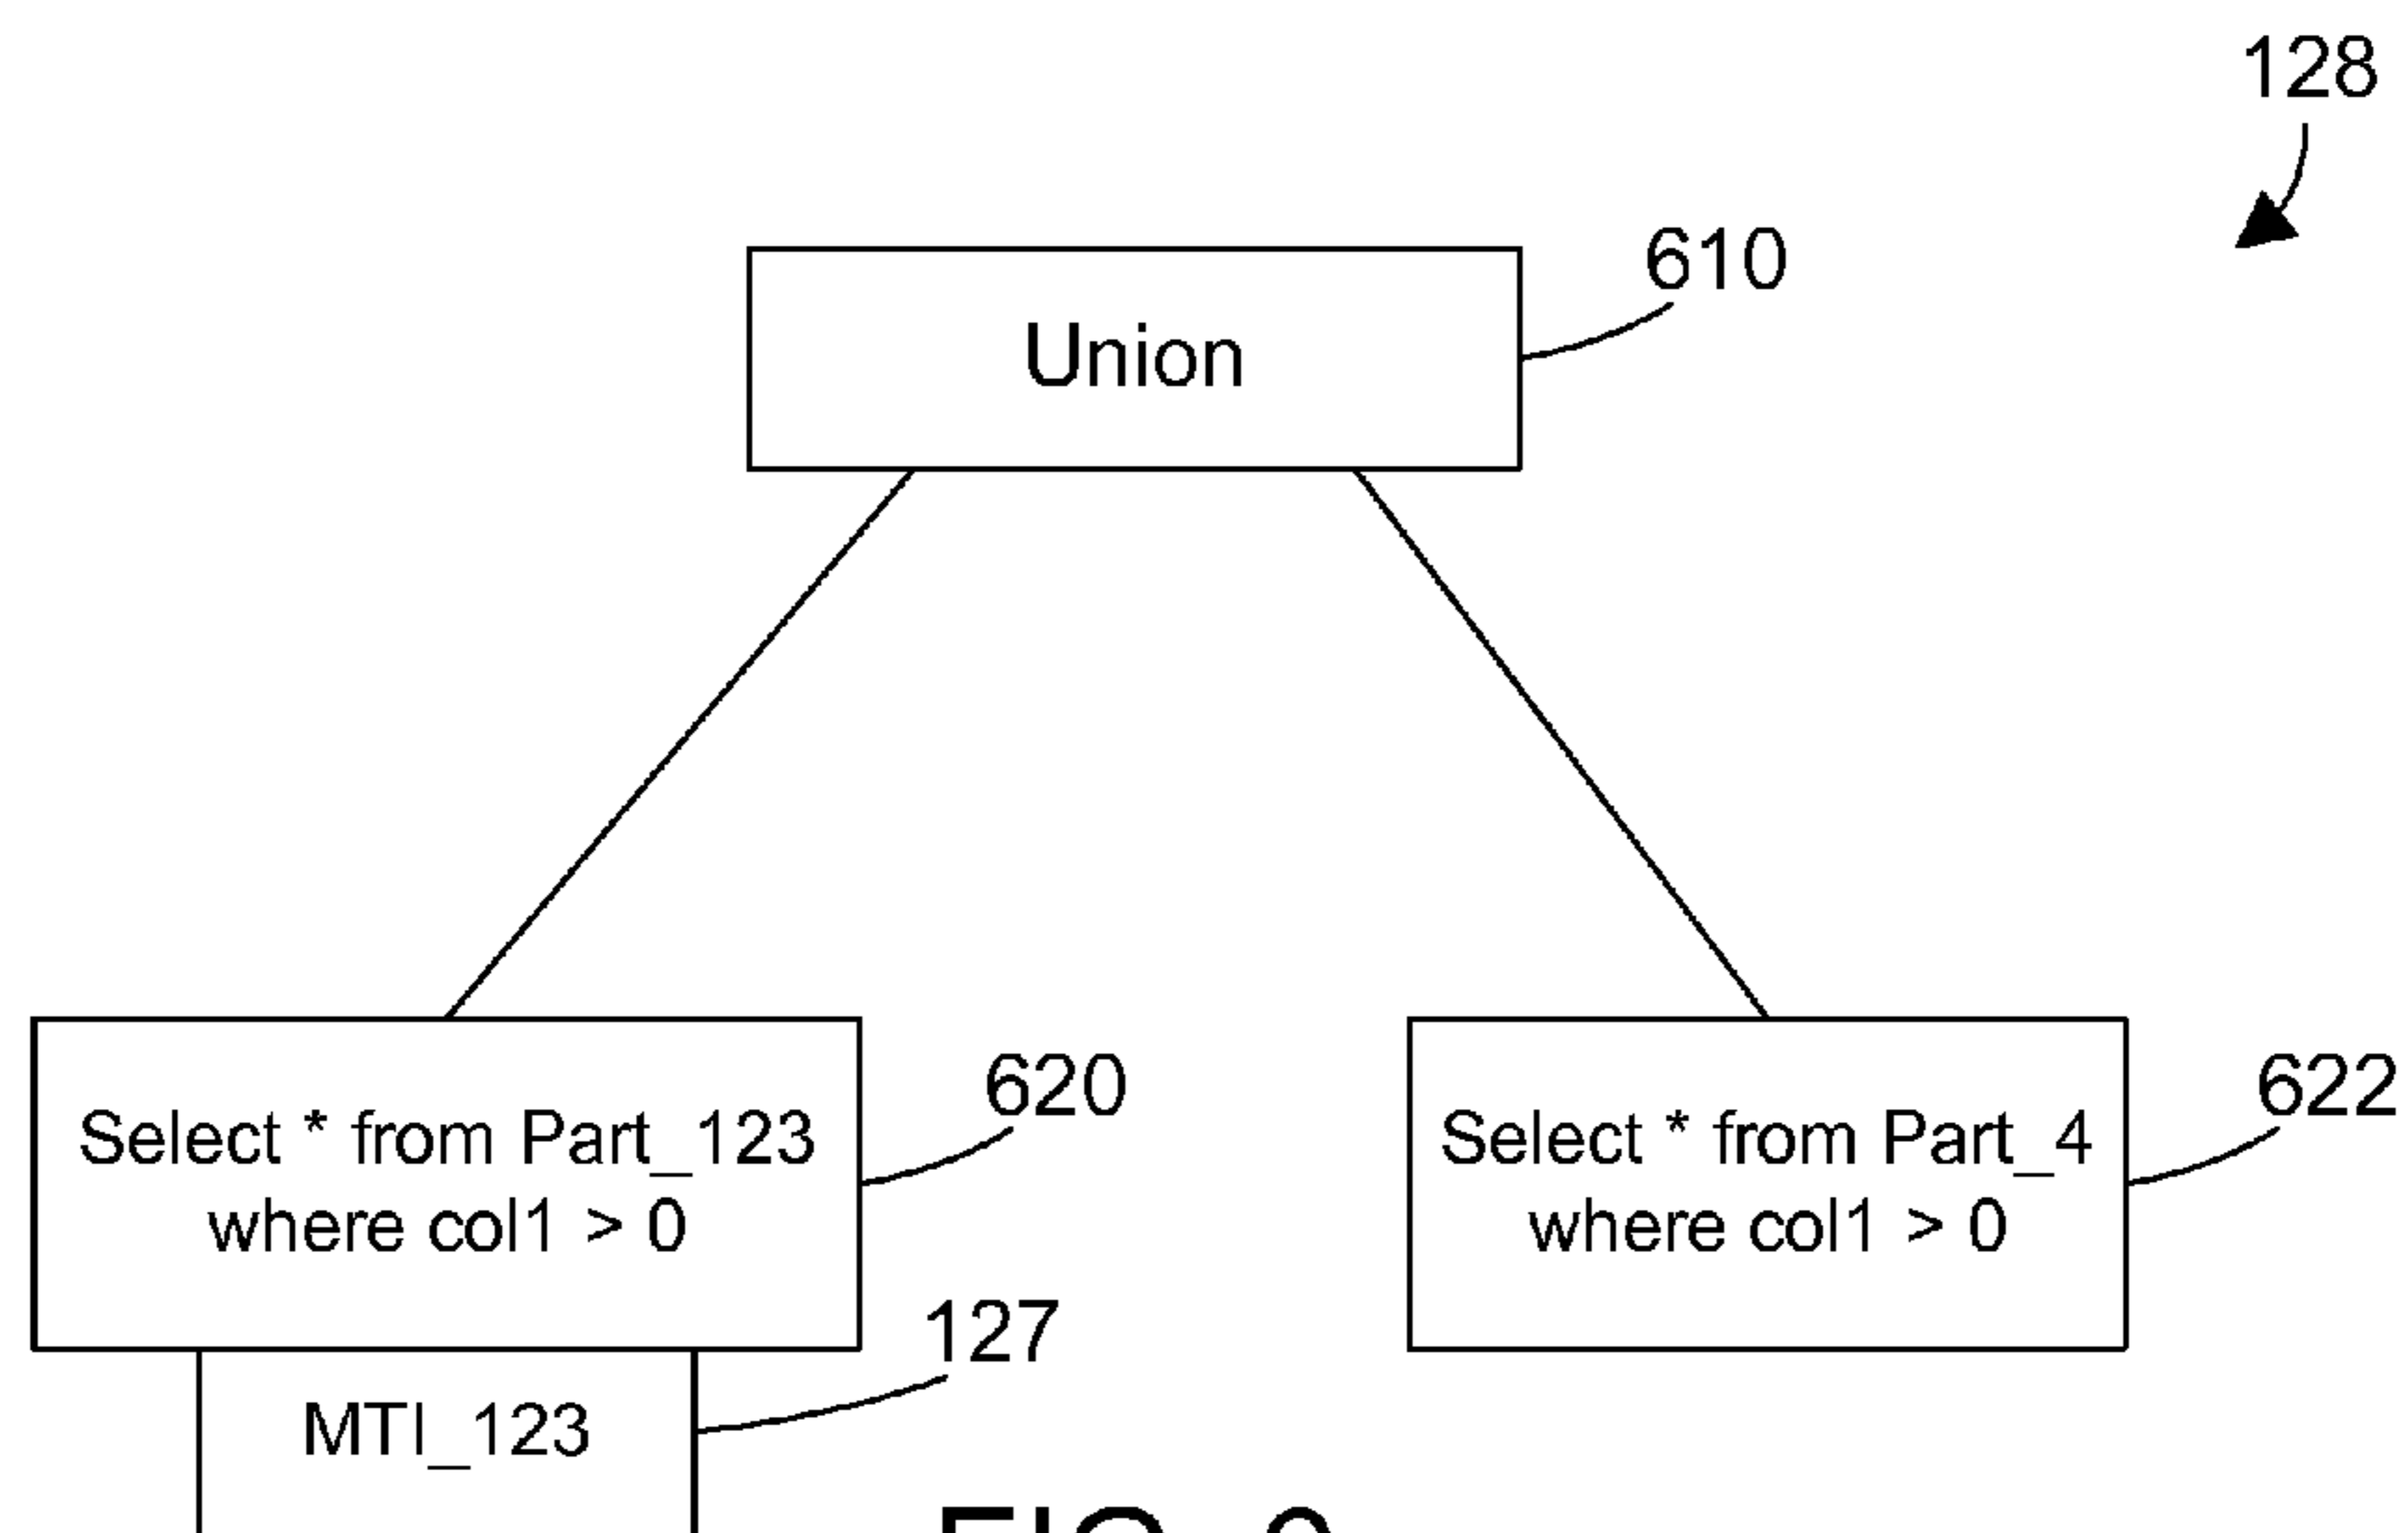 128
610
Union
620
622
Select * from Part_123
where col1 > 0
Select * from Part_4
where col1 > 0
127
MTI_123
FIG.